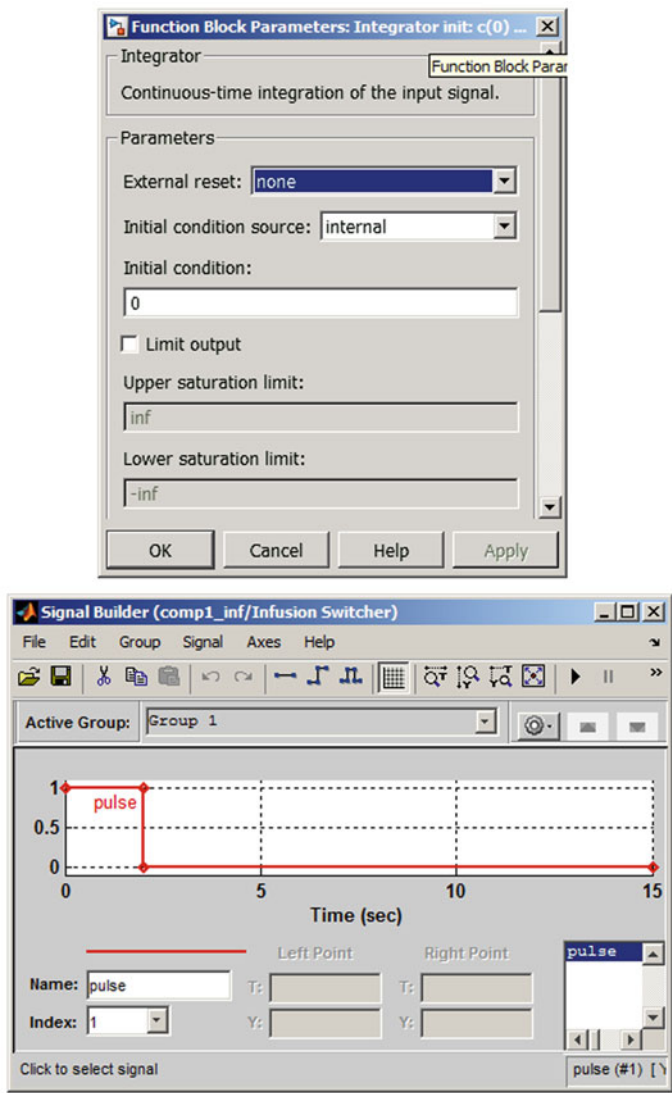 Function Block Parameters: Integrator init: c(0) ...
Integrator
Function Block Parar
Continuous-time integration of the input signal.
Parameters
External reset: none
Initial condition source: internal
Initial condition:
0
Limit output
Upper saturation limit:
inf
Lower saturation limit:
-inf
OK Cancel Help Apply
Signal Builder (comp1_inf/Infusion Switcher)
File Edit Group Signal Axes Help
Active Group: Group 1
1
pulse
0.5
0
0 5 10 15
Time (sec)
Left Point Right Point
pulse
Name: pulse T: T:
Index: 1 Y: Y:
Click to select signal pulse (#1) [ Y